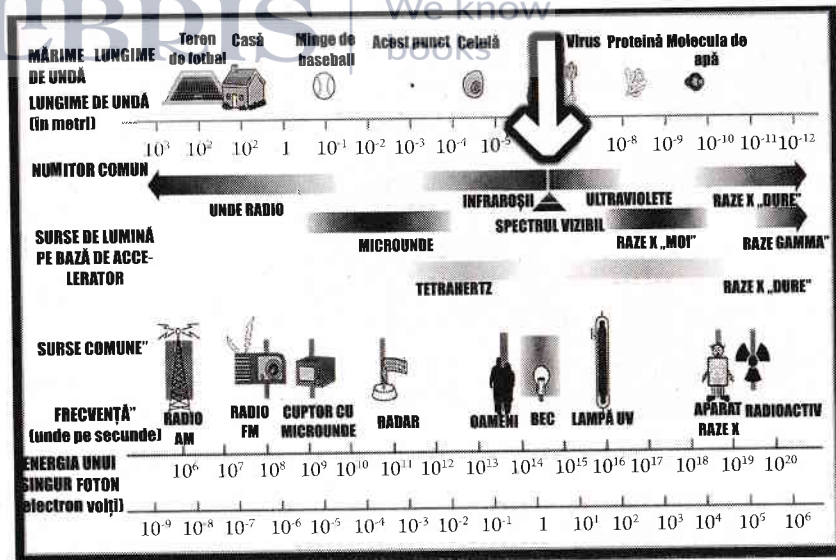 LIBRIS We know
books
Teren de fotbal
Casă
Minge de baseball
Acest punct
Celelă
Virus
Proteină
Molecula de apă
MĂRIME LUNGIME
DE UNDĂ
LUNGIME DE UNDĂ
(în metri)
10³ 10² 10² 1 10⁻¹ 10⁻² 10⁻³ 10⁻⁴ 10⁻⁵ 10⁻⁸ 10⁻⁹ 10⁻¹⁰ 10⁻¹¹ 10⁻¹²
NUMITOR COMUN
UNDE RADIO
INFRAROȘII
ULTRAVIOLETE
RAZE X „DURE"
SPECTRUL VIZIBIL
SURSE DE LUMINĂ
PE BAZĂ DE ACCE-
LERATOR
MICROUNDE
RAZE X „MOI"
RAZE GAMMA"
TETRAHERTZ
RAZE X „DURE"
SURSE COMUNE"
FRECVENȚĂ"
(unde pe secunde)
RADIO AM
RADIO FM
CUPTOR CU MICROUNDE
RADAR
OAMENI
BEC
LAMPĂ UV
APARAT RAZE X
RADIOACTIV
10⁶ 10⁷ 10⁸ 10⁹ 10¹⁰ 10¹¹ 10¹² 10¹³ 10¹⁴ 10¹⁵ 10¹⁶ 10¹⁷ 10¹⁸ 10¹⁹ 10²⁰
ENERGIA UNUI
SINGUR FOTON
electron volți)
10⁻⁹ 10⁻⁸ 10⁻⁷ 10⁻⁶ 10⁻⁵ 10⁻⁴ 10⁻³ 10⁻² 10⁻¹ 1 10¹ 10² 10³ 10⁴ 10⁵ 10⁶